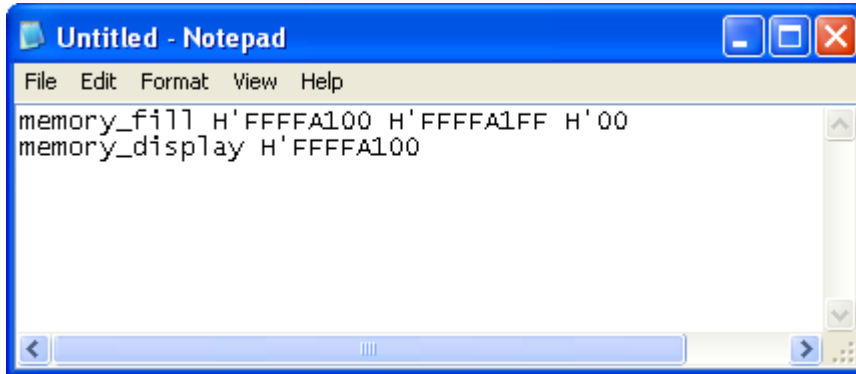 Untitled - Notepad
File Edit Format View Help
memory_fill H'FFFFA100 H'FFFFA1FF H'00
memory_display H'FFFFA100